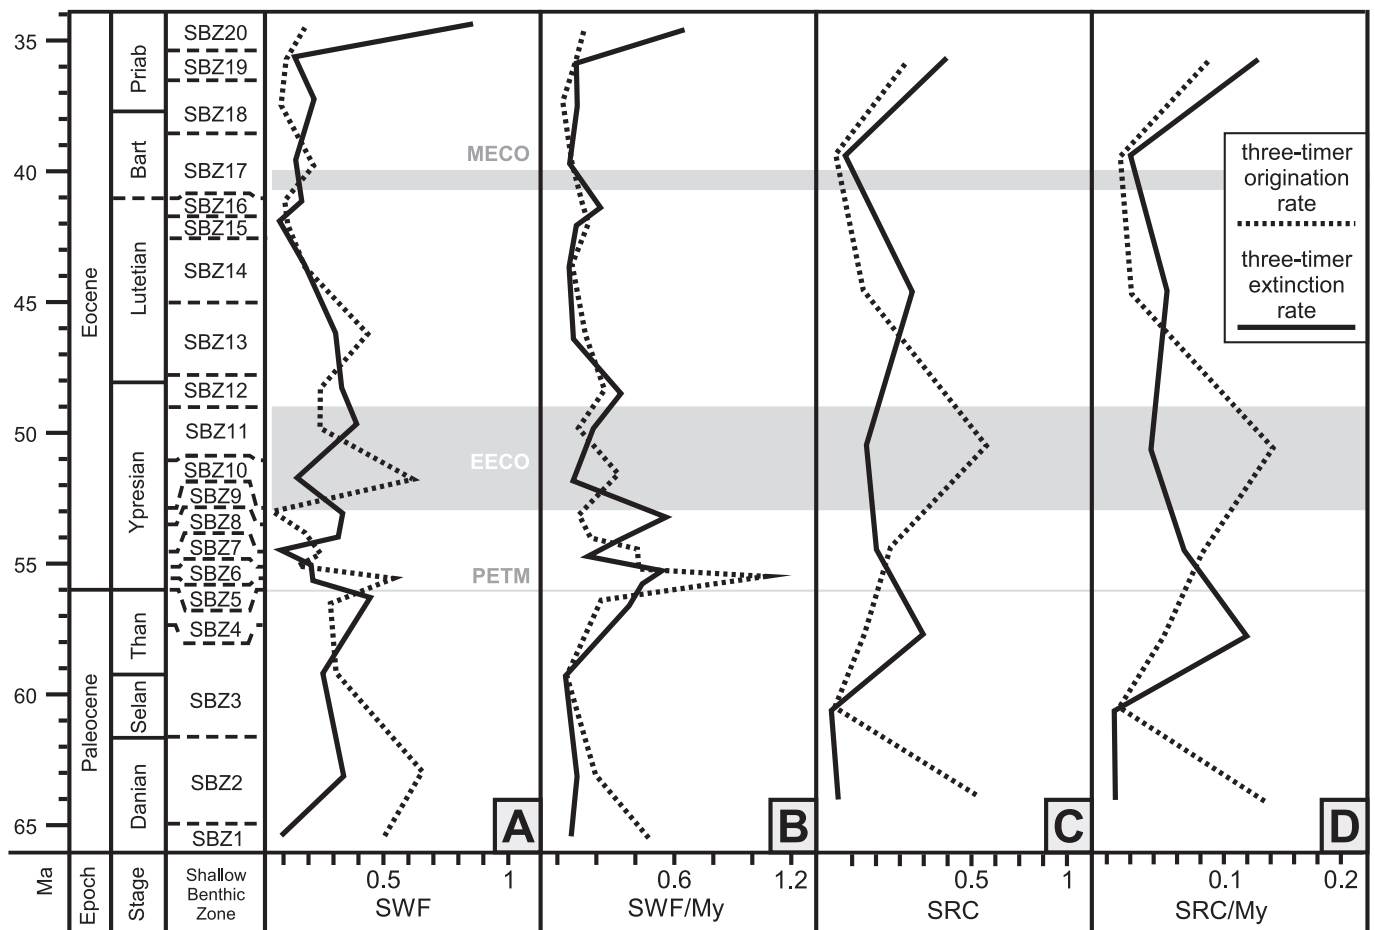 35
40
45
50
55
60
65
Ma
Eocene
Paleocene
Epoch
Priab
Bart
Lutetian
Ypresian
Than
Selan
Danian
Stage
SBZ20
SBZ19
SBZ18
SBZ17
SBZ16
SBZ15
SBZ14
SBZ13
SBZ12
SBZ11
SBZ10
SBZ9
SBZ8
SBZ7
SBZ6
SBZ5
SBZ4
SBZ3
SBZ2
SBZ1
Shallow
Benthic
Zone
MECO
EECO
PETM
A
0.5 1
SWF
B
0.6 1.2
SWF/My
C
0.5 1
SRC
three-timer
origination
rate
three-timer
extinction
rate
D
0.1 0.2
SRC/My